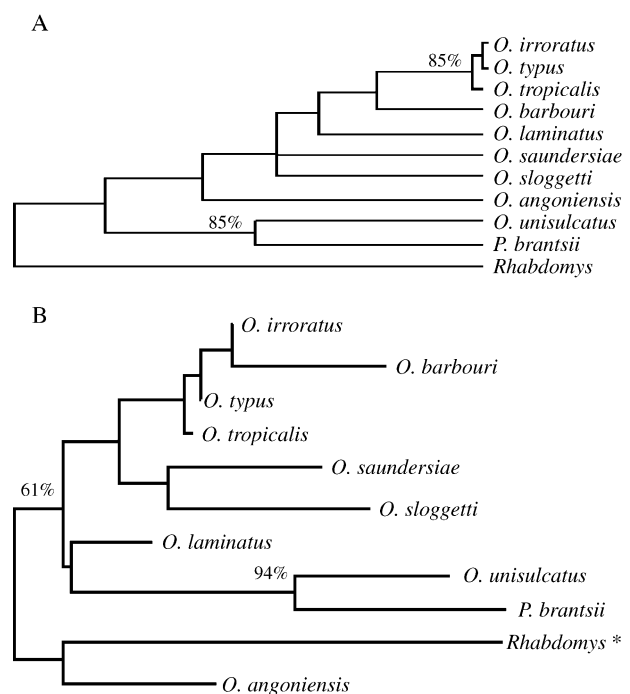 A
O. irroratus
85%
O. typus
O. tropicalis
O. barbouri
O. laminatus
O. saundersiae
O. sloggetti
O. angoniensis
85%
O. unisulcatus
P. brantsii
Rhabdomys
B
O. irroratus
O. barbouri
O. typus
O. tropicalis
O. saundersiae
61%
O. sloggetti
O. laminatus
94%
O. unisulcatus
P. brantsii
Rhabdomys *
O. angoniensis